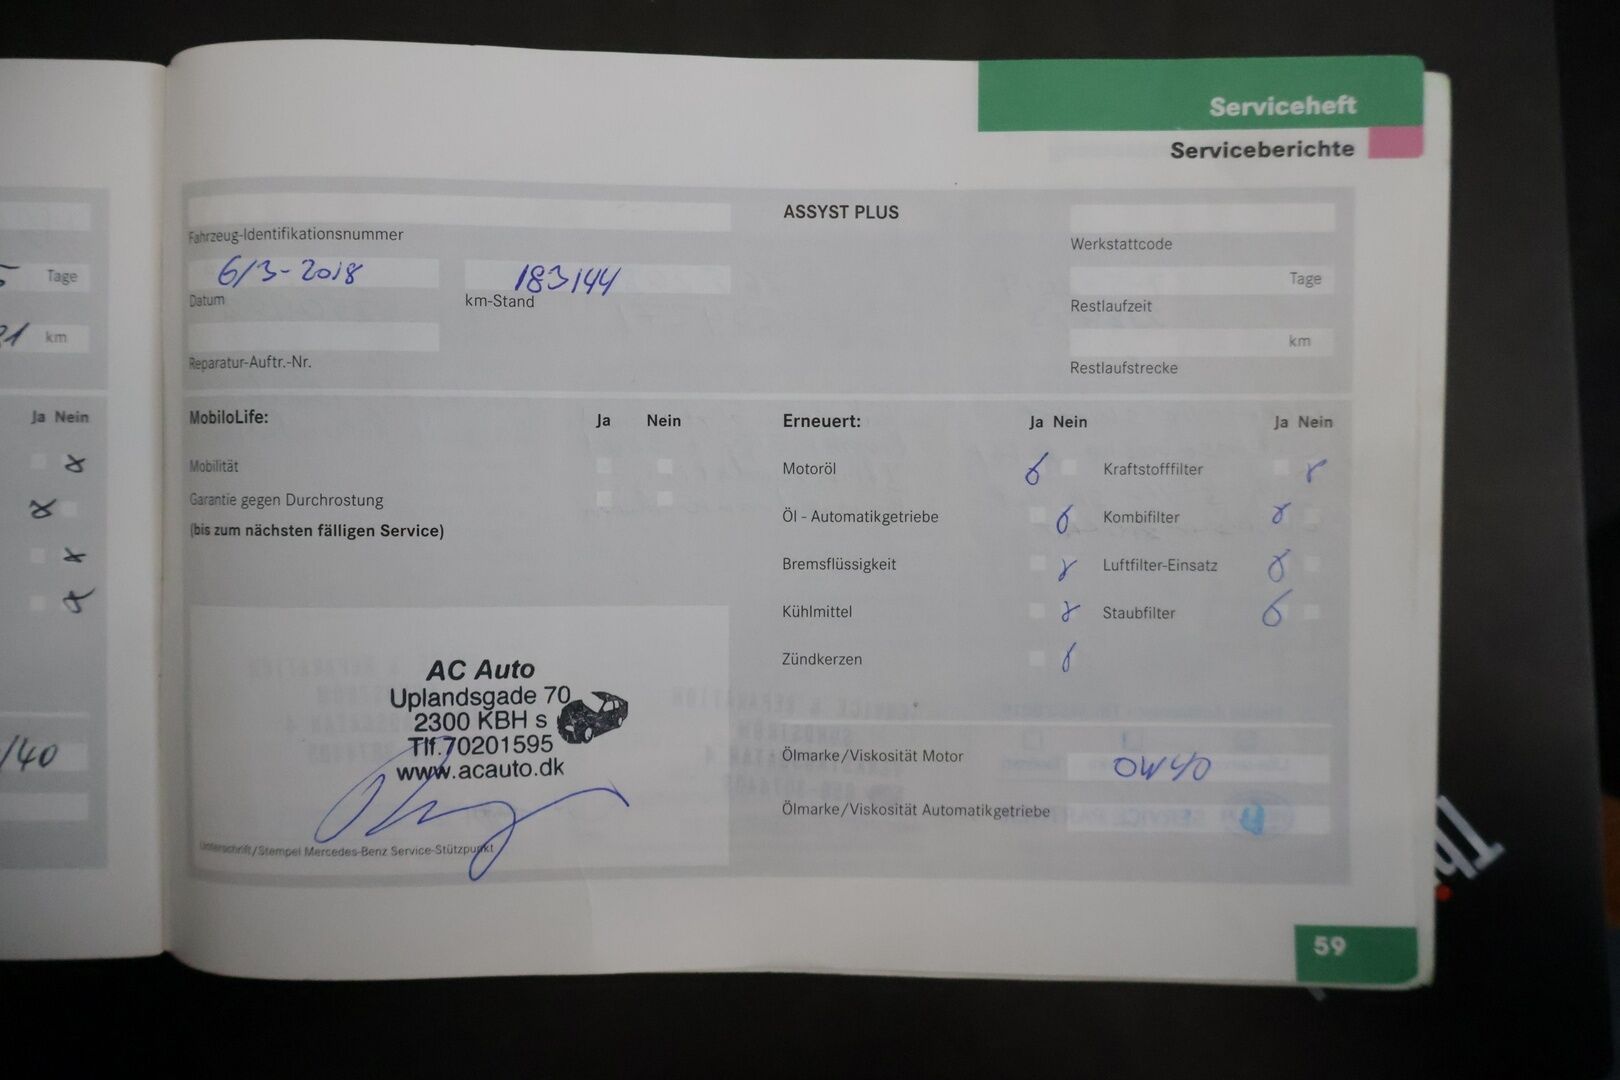 Serviceheft
Serviceberichte
ASSYST PLUS
Fahrzeug-Identifikationsnummer
Werkstattcode
6/3-2018
183144
Tage
Datum
km-Stand
Restlaufzeit
km
Reparatur-Auftr.-Nr.
Restlaufstrecke
MobiloLife: Ja Nein
Mobilität
Garantie gegen Durchrostung
(bis zum nächsten fälligen Service)
Erneuert: Ja Nein Ja Nein
Motoröl Kraftstofffilter
Öl - Automatikgetriebe Kombifilter
Bremsflüssigkeit Luftfilter-Einsatz
Kühlmittel Staubfilter
Zündkerzen
Ölmarke/Viskosität Motor 0W40
Ölmarke/Viskosität Automatikgetriebe
AC Auto
Uplandsgade 70
2300 KBH s
Tlf.70201595
www.acauto.dk
Unterschrift/Stempel Mercedes-Benz Service-Stützpunkt
59
Tage
km
Ja Nein
/40